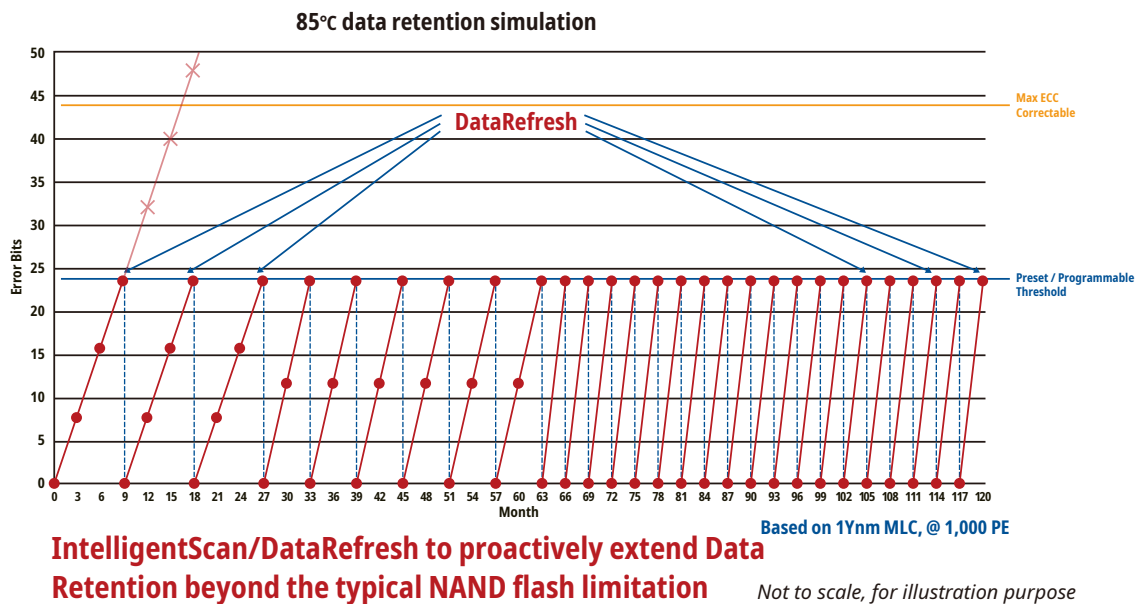 85°C data retention simulation
50
45
40
35
30
25
20
15
10
5
0
Error Bits
Max ECC
Correctable
DataRefresh
Preset / Programmable
Threshold
0 3 6 9 12 15 18 21 24 27 30 33 36 39 42 45 48 51 54 57 60 63 66 69 72 75 78 81 84 87 90 93 96 99 102 105 108 111 114 117 120
Month
Based on 1Ynm MLC, @ 1,000 PE
IntelligentScan/DataRefresh to proactively extend Data
Retention beyond the typical NAND flash limitation
Not to scale, for illustration purpose